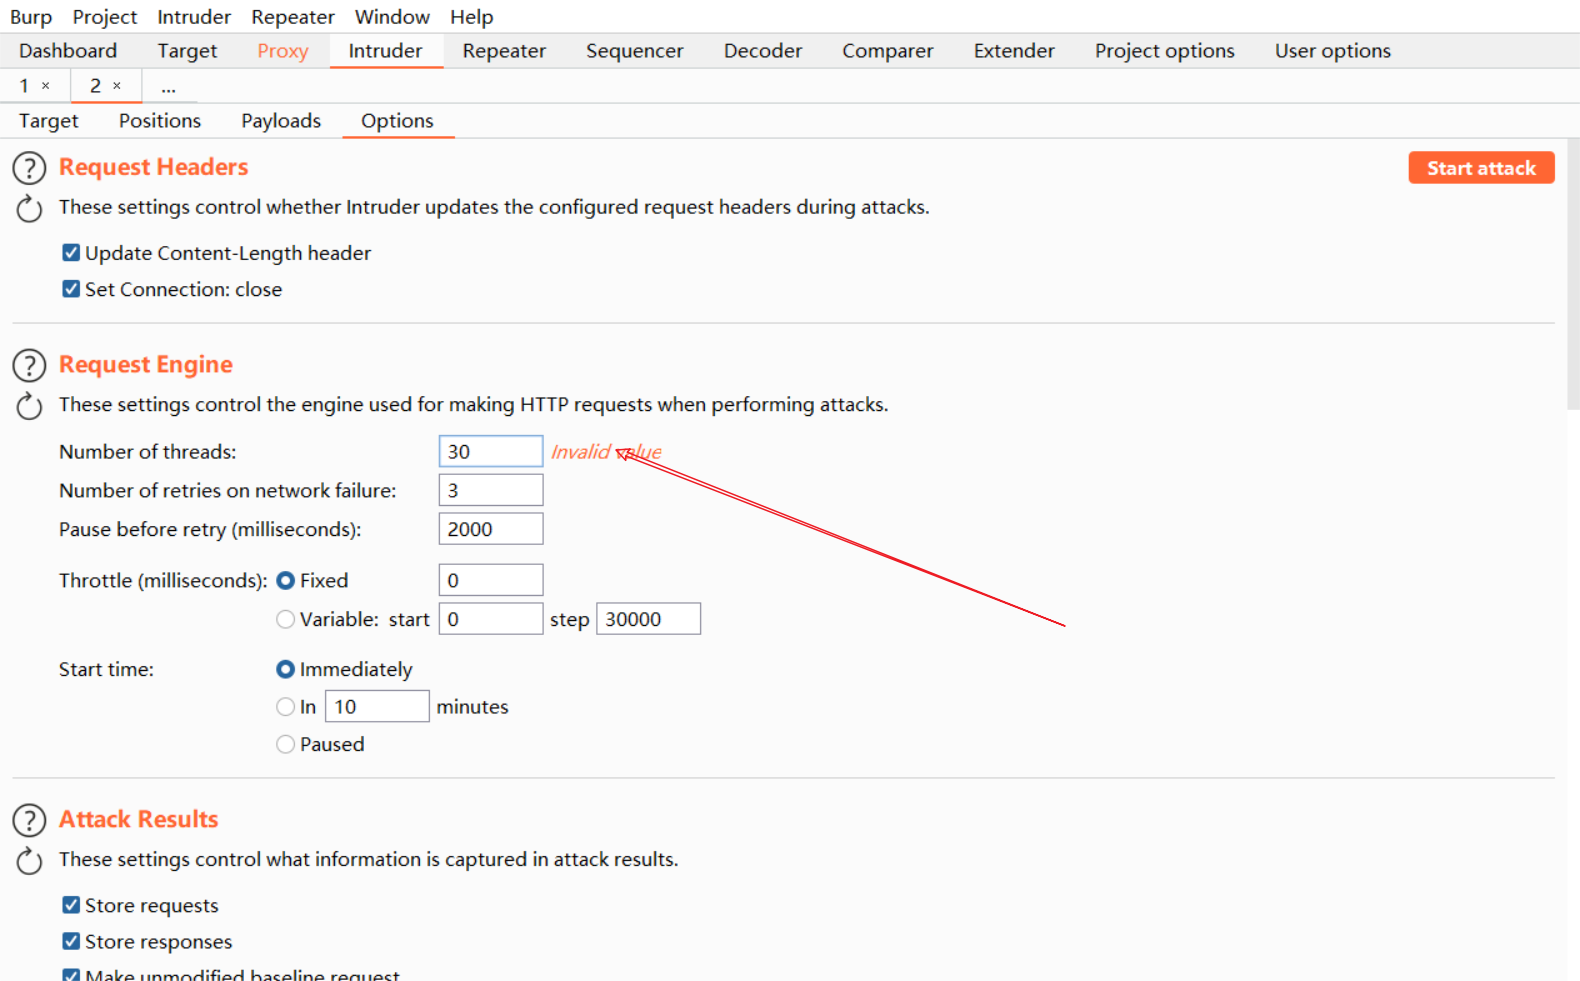 Burp Project Intruder Repeater Window Help
Dashboard Target Proxy Intruder Repeater Sequencer Decoder Comparer Extender Project options User options
1 × 2 × ...
Target Positions Payloads Options
? Request Headers Start attack
These settings control whether Intruder updates the configured request headers during attacks.
Update Content-Length header
Set Connection: close
? Request Engine
These settings control the engine used for making HTTP requests when performing attacks.
Number of threads: 30 Invalid value
Number of retries on network failure: 3
Pause before retry (milliseconds): 2000
Throttle (milliseconds): Fixed 0
Variable: start 0 step 30000
Start time: Immediately
In 10 minutes
Paused
? Attack Results
These settings control what information is captured in attack results.
Store requests
Store responses
Make unmodified baseline request